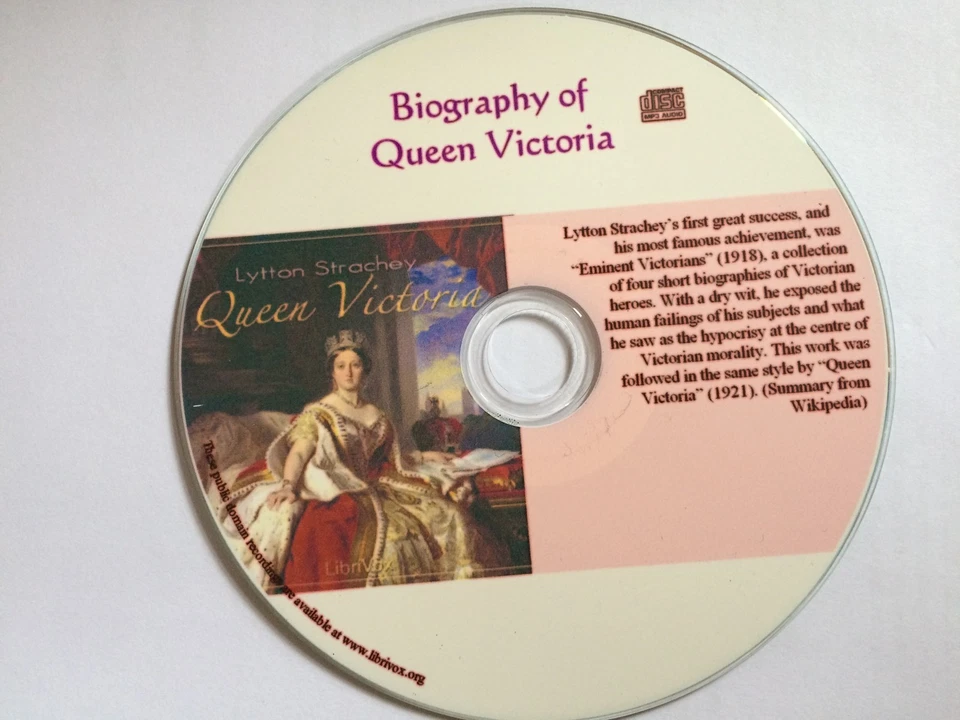 Biography of
Queen Victoria
COMPACT
disc
MP3 AUDIO
Lytton Strachey
Queen Victoria
LibriVox
Lytton Strachey's first great success, and
his most famous achievement, was
"Eminent Victorians" (1918), a collection
of four short biographies of Victorian
heroes. With a dry wit, he exposed the
human failings of his subjects and what
he saw as the hypocrisy at the centre of
Victorian morality. This work was
followed in the same style by "Queen
Victoria" (1921). (Summary from
Wikipedia)
These public domain recordings are available at www.librivox.org